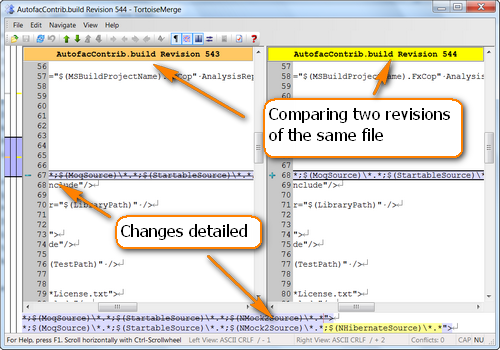 AutofacContrib.build Revision 544 - TortoiseMerge
File Edit Navigate View Help
AutofacContrib.build Revision 543
AutofacContrib.build Revision 544
56
57 ="$(MSBuildProjectName).FxCop"·AnalysisRep
58
59
60
61
62
63
64
65
66
67 *;$(MoqSource)\*.*;$(StartableSource)\*.*
68 nclude"/>
69
70 r="$(LibraryPath)"·/>
71
72
73 ">
74 de"/>
75
76 (TestPath)"·/>
77
78
79 *License.txt">
80
56
57 ="$(MSBuildProjectName).FxCop"·Analysis
58
59
60
61
62
63
64
65
66
67 *;$(MoqSource)\*.*;$(StartableSource)\*.*
68 nclude"/>
69
70 r="$(LibraryPath)"·/>
71
72
73 ">
74 de"/>
75
76 (TestPath)"·/>
77
78
79 *License.txt">
80
Comparing two revisions
of the same file
Changes detailed
*;$(MoqSource)\*.*;$(StartableSource)\*.*;$(NMock2Source)\*.*">
*;$(MoqSource)\*.*;$(StartableSource)\*.*;$(NMock2Source)\*.*;$(NHibernateSource)\*.*">
For Help, press F1. Scroll horizontally with Ctrl-Scrollwheel Left View: ASCII CRLF / - 1 Right View: ASCII CRLF / + 2 Conflicts: 0 CAP NUM